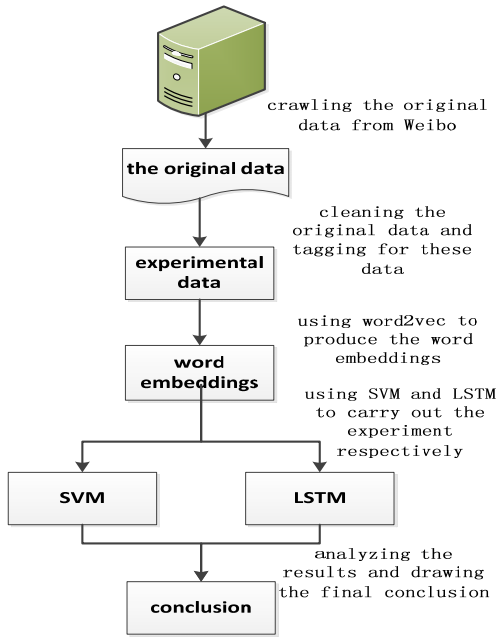 crawling the original
data from Weibo
the original data
cleaning the
original data and
tagging for these
data
experimental
data
using word2vec to
produce the word
embeddings
word
embeddings
using SVM and LSTM
to carry out the
experiment
respectively
SVM
LSTM
analyzing the
results and drawing
the final conclusion
conclusion